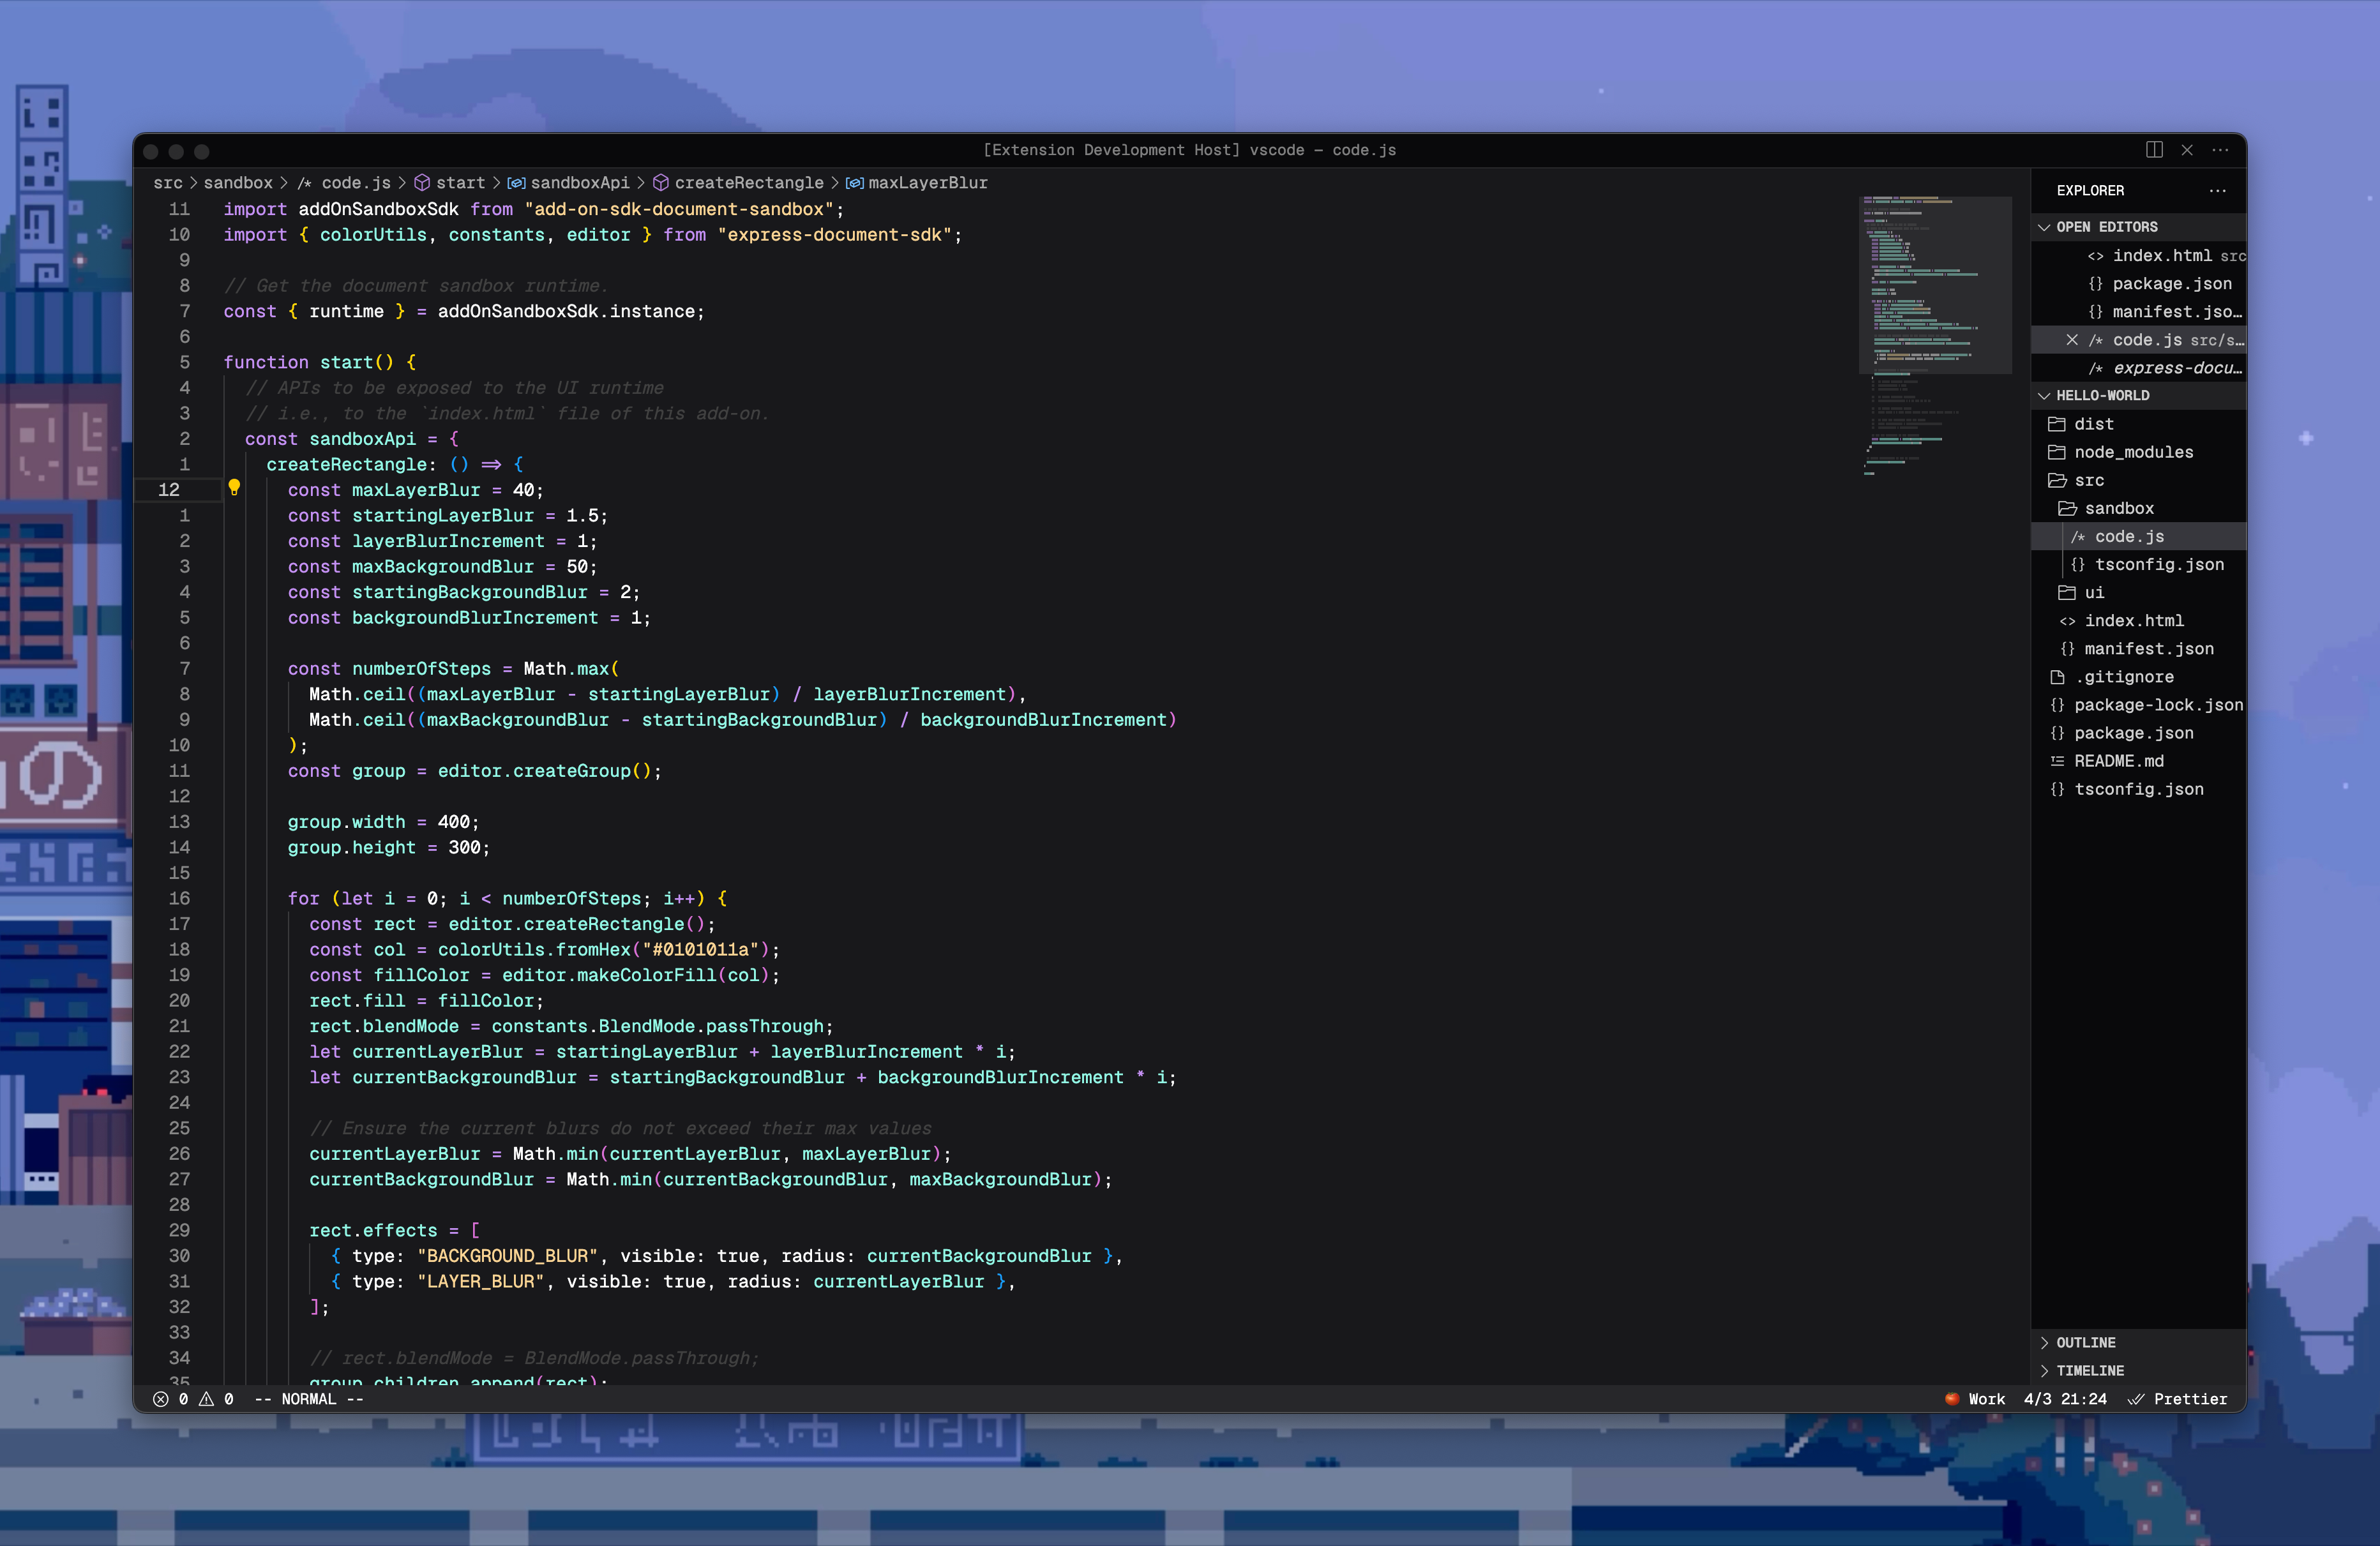 [Extension Development Host] vscode — code.js
src > sandbox > /* code.js > start > sandboxApi > createRectangle > maxLayerBlur
11 import addOnSandboxSdk from "add-on-sdk-document-sandbox";
10 import { colorUtils, constants, editor } from "express-document-sdk";
9
8 // Get the document sandbox runtime.
7 const { runtime } = addOnSandboxSdk.instance;
6
5 function start() {
4 // APIs to be exposed to the UI runtime
3 // i.e., to the `index.html` file of this add-on.
2 const sandboxApi = {
1 createRectangle: () => {
12 const maxLayerBlur = 40;
1 const startingLayerBlur = 1.5;
2 const layerBlurIncrement = 1;
3 const maxBackgroundBlur = 50;
4 const startingBackgroundBlur = 2;
5 const backgroundBlurIncrement = 1;
6
7 const numberOfSteps = Math.max(
8 Math.ceil((maxLayerBlur - startingLayerBlur) / layerBlurIncrement),
9 Math.ceil((maxBackgroundBlur - startingBackgroundBlur) / backgroundBlurIncrement)
10 );
11 const group = editor.createGroup();
12
13 group.width = 400;
14 group.height = 300;
15
16 for (let i = 0; i < numberOfSteps; i++) {
17 const rect = editor.createRectangle();
18 const col = colorUtils.fromHex("#0101011a");
19 const fillColor = editor.makeColorFill(col);
20 rect.fill = fillColor;
21 rect.blendMode = constants.BlendMode.passThrough;
22 let currentLayerBlur = startingLayerBlur + layerBlurIncrement * i;
23 let currentBackgroundBlur = startingBackgroundBlur + backgroundBlurIncrement * i;
24
25 // Ensure the current blurs do not exceed their max values
26 currentLayerBlur = Math.min(currentLayerBlur, maxLayerBlur);
27 currentBackgroundBlur = Math.min(currentBackgroundBlur, maxBackgroundBlur);
28
29 rect.effects = [
30 { type: "BACKGROUND_BLUR", visible: true, radius: currentBackgroundBlur },
31 { type: "LAYER_BLUR", visible: true, radius: currentLayerBlur },
32 ];
33
34 // rect.blendMode = BlendMode.passThrough;
35 group.children.append(rect);
EXPLORER
OPEN EDITORS
<> index.html src
{} package.json
{} manifest.jso…
/* code.js src/s…
/* express-docu…
HELLO-WORLD
dist
node_modules
src
sandbox
/* code.js
{} tsconfig.json
ui
<> index.html
{} manifest.json
.gitignore
{} package-lock.json
{} package.json
README.md
{} tsconfig.json
OUTLINE
TIMELINE
0 0 -- NORMAL --
Work 4/3 21:24 Prettier
の